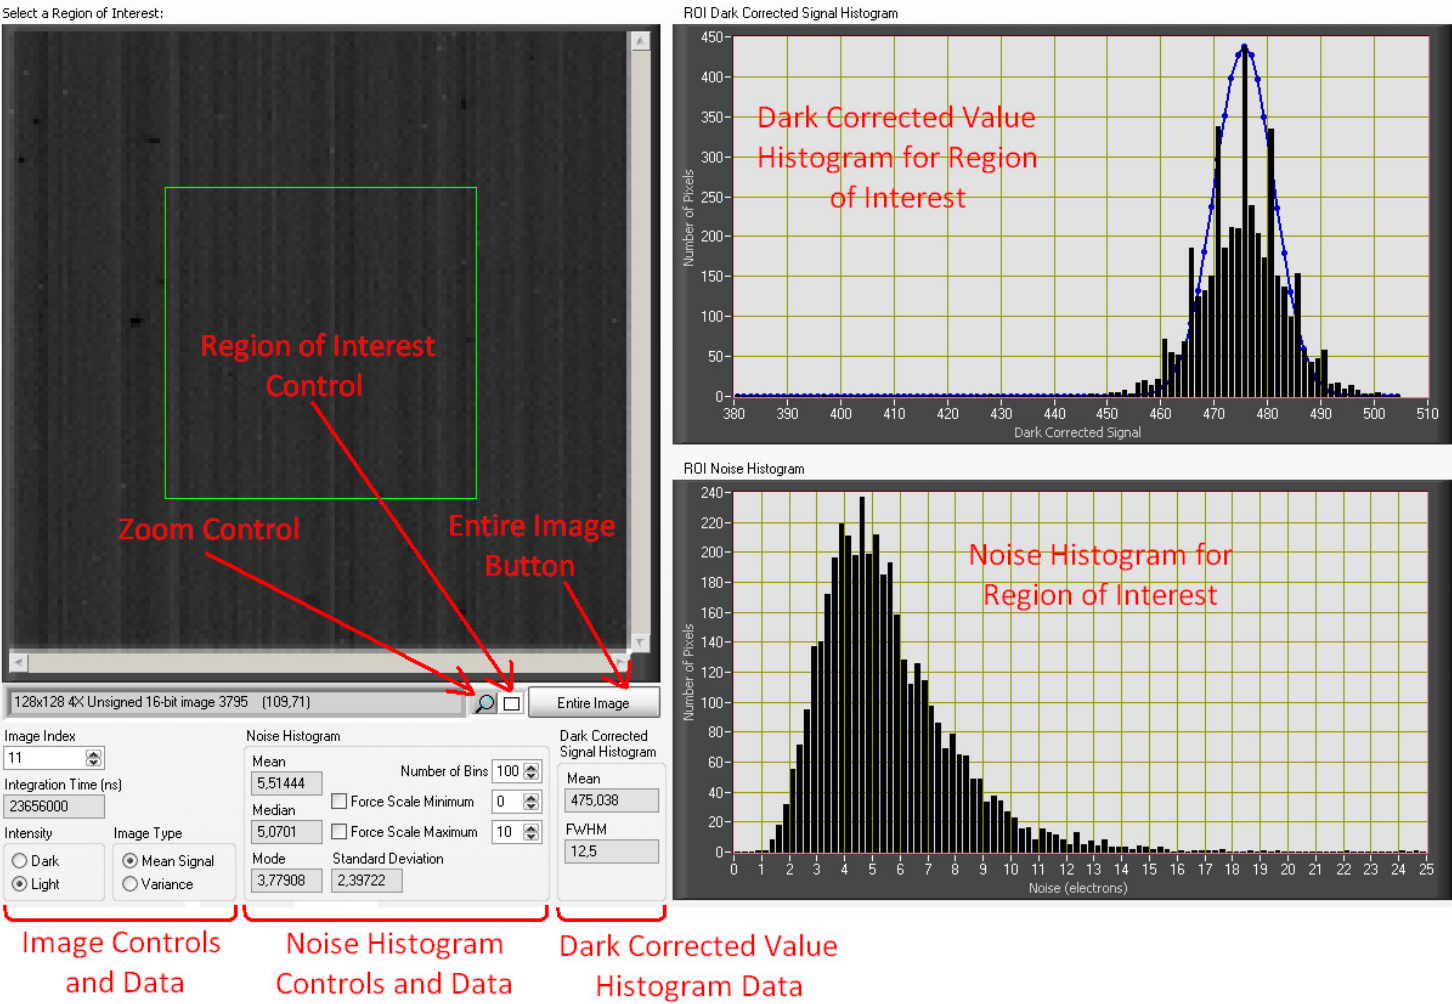 Select a Region of Interest:
Region of Interest
Control
Zoom Control
Entire Image
Button
128x128 4X Unsigned 16-bit image 3795 (109,71)
Entire Image
Image Index
11
Integration Time (ns)
23656000
Intensity
Dark
Light
Image Type
Mean Signal
Variance
Noise Histogram
Mean
5,51444
Median
5,0701
Mode
3,77908
Number of Bins 100
Force Scale Minimum 0
Force Scale Maximum 10
Standard Deviation
2,39722
Dark Corrected
Signal Histogram
Mean
475,038
FWHM
12,5
Image Controls
and Data
Noise Histogram
Controls and Data
Dark Corrected Value
Histogram Data
ROI Dark Corrected Signal Histogram
Number of Pixels
450
400
350
300
250
200
150
100
50
0
Dark Corrected Value
Histogram for Region
of Interest
380 390 400 410 420 430 440 450 460 470 480 490 500 510
Dark Corrected Signal
ROI Noise Histogram
Number of Pixels
240
220
200
180
160
140
120
100
80
60
40
20
0
Noise Histogram for
Region of Interest
0 1 2 3 4 5 6 7 8 9 10 11 12 13 14 15 16 17 18 19 20 21 22 23 24 25
Noise (electrons)